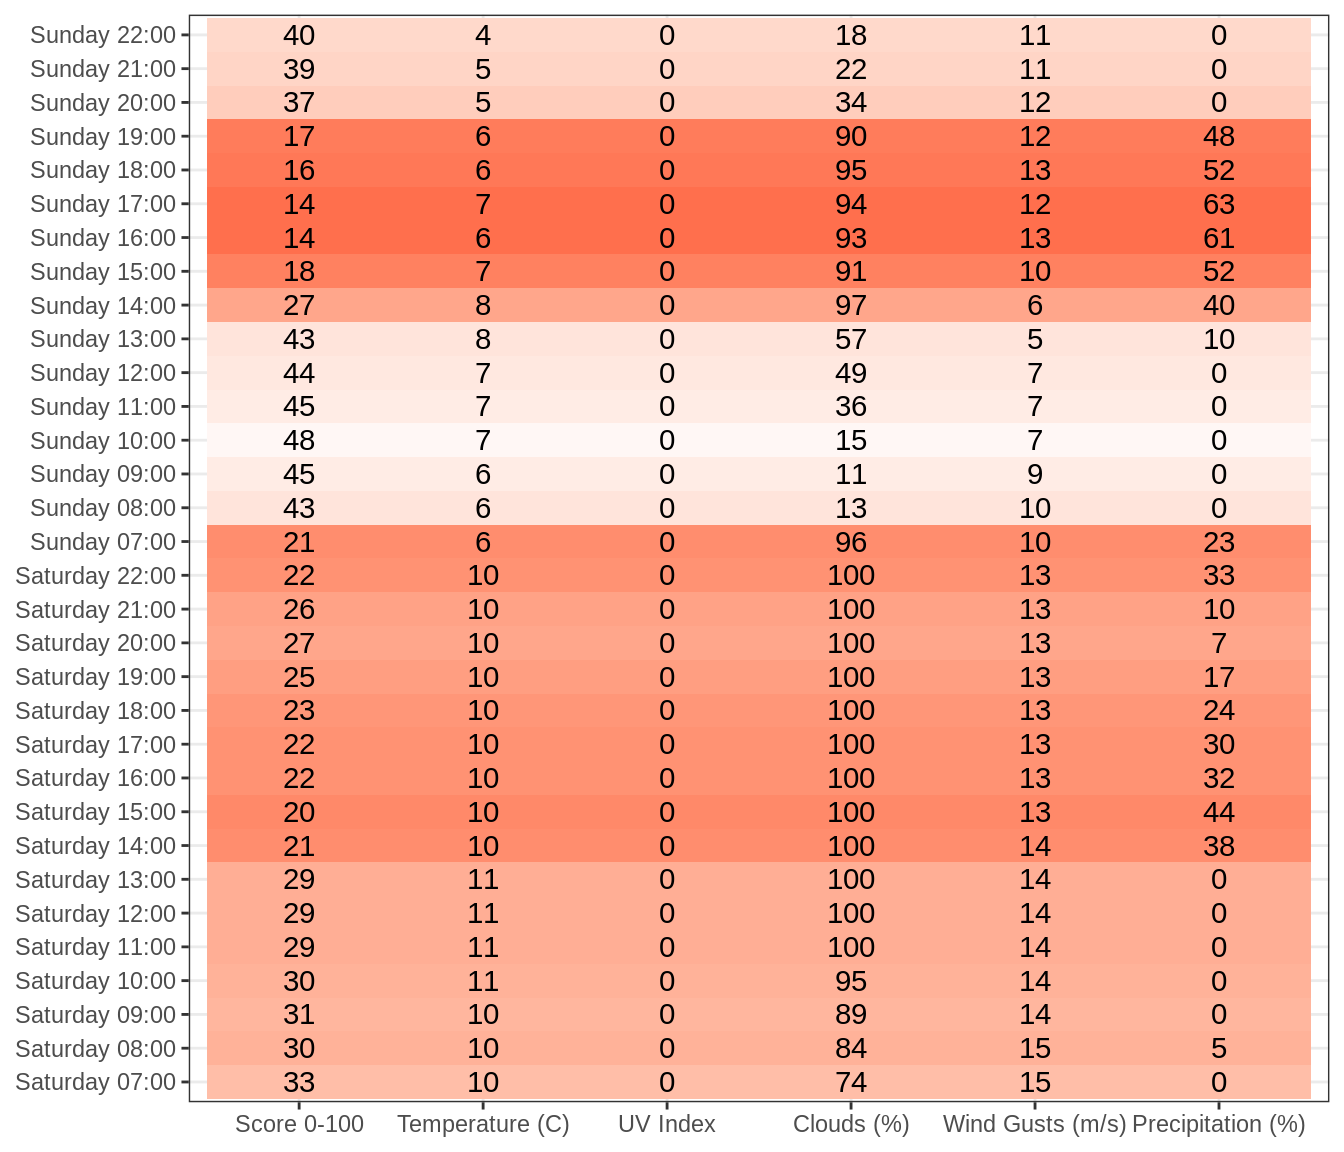 Sunday 22:00 40 4 0 18 11 0
Sunday 21:00 39 5 0 22 11 0
Sunday 20:00 37 5 0 34 12 0
Sunday 19:00 17 6 0 90 12 48
Sunday 18:00 16 6 0 95 13 52
Sunday 17:00 14 7 0 94 12 63
Sunday 16:00 14 6 0 93 13 61
Sunday 15:00 18 7 0 91 10 52
Sunday 14:00 27 8 0 97 6 40
Sunday 13:00 43 8 0 57 5 10
Sunday 12:00 44 7 0 49 7 0
Sunday 11:00 45 7 0 36 7 0
Sunday 10:00 48 7 0 15 7 0
Sunday 09:00 45 6 0 11 9 0
Sunday 08:00 43 6 0 13 10 0
Sunday 07:00 21 6 0 96 10 23
Saturday 22:00 22 10 0 100 13 33
Saturday 21:00 26 10 0 100 13 10
Saturday 20:00 27 10 0 100 13 7
Saturday 19:00 25 10 0 100 13 17
Saturday 18:00 23 10 0 100 13 24
Saturday 17:00 22 10 0 100 13 30
Saturday 16:00 22 10 0 100 13 32
Saturday 15:00 20 10 0 100 13 44
Saturday 14:00 21 10 0 100 14 38
Saturday 13:00 29 11 0 100 14 0
Saturday 12:00 29 11 0 100 14 0
Saturday 11:00 29 11 0 100 14 0
Saturday 10:00 30 11 0 95 14 0
Saturday 09:00 31 10 0 89 14 0
Saturday 08:00 30 10 0 84 15 5
Saturday 07:00 33 10 0 74 15 0
Score 0-100 Temperature (C) UV Index Clouds (%) Wind Gusts (m/s) Precipitation (%)